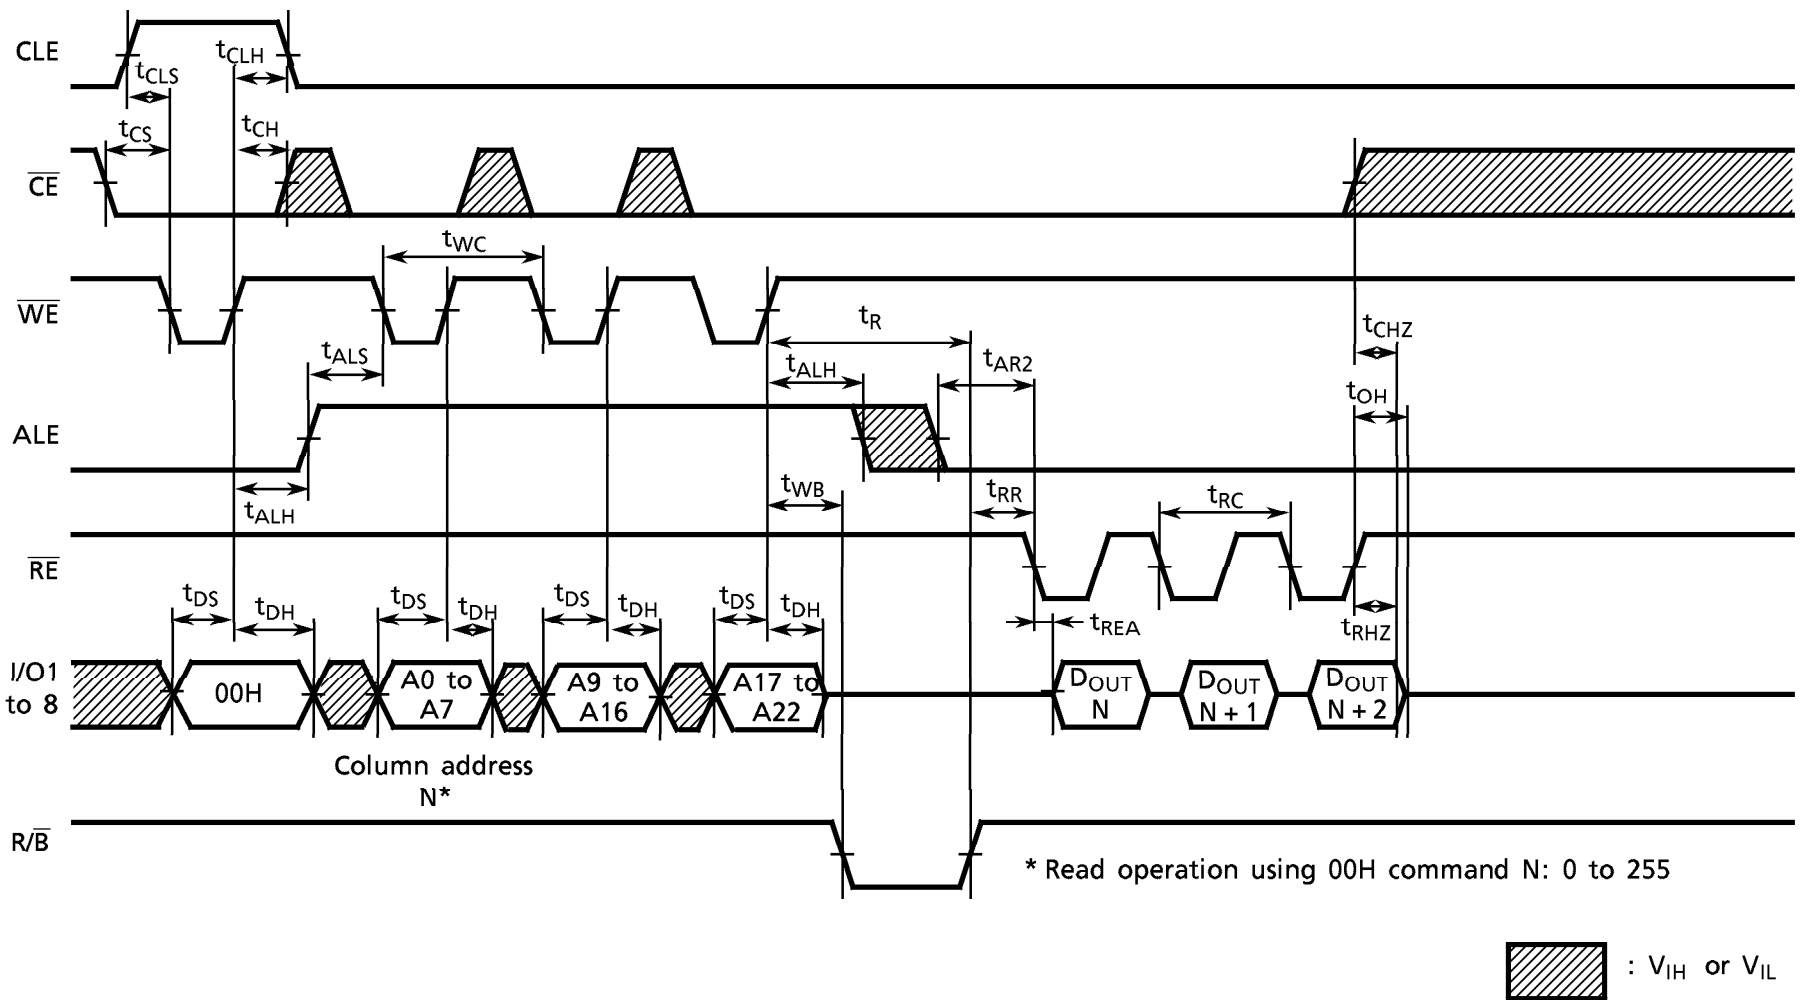 CLE
tCLH
tCLS
tCS
tCH
CE
tWC
WE
tR
tCHZ
tALS
tALH
tAR2
tOH
ALE
tWB
tRR
tRC
tALH
RE
tDS
tDH
tDS
tDH
tDS
tDH
tDS
tDH
tREA
tRHZ
I/O1
to 8
00H
A0 to
A7
A9 to
A16
A17 to
A22
DOUT
N
DOUT
N + 1
DOUT
N + 2
Column address
N*
R/B
* Read operation using 00H command N: 0 to 255
: VIH or VIL